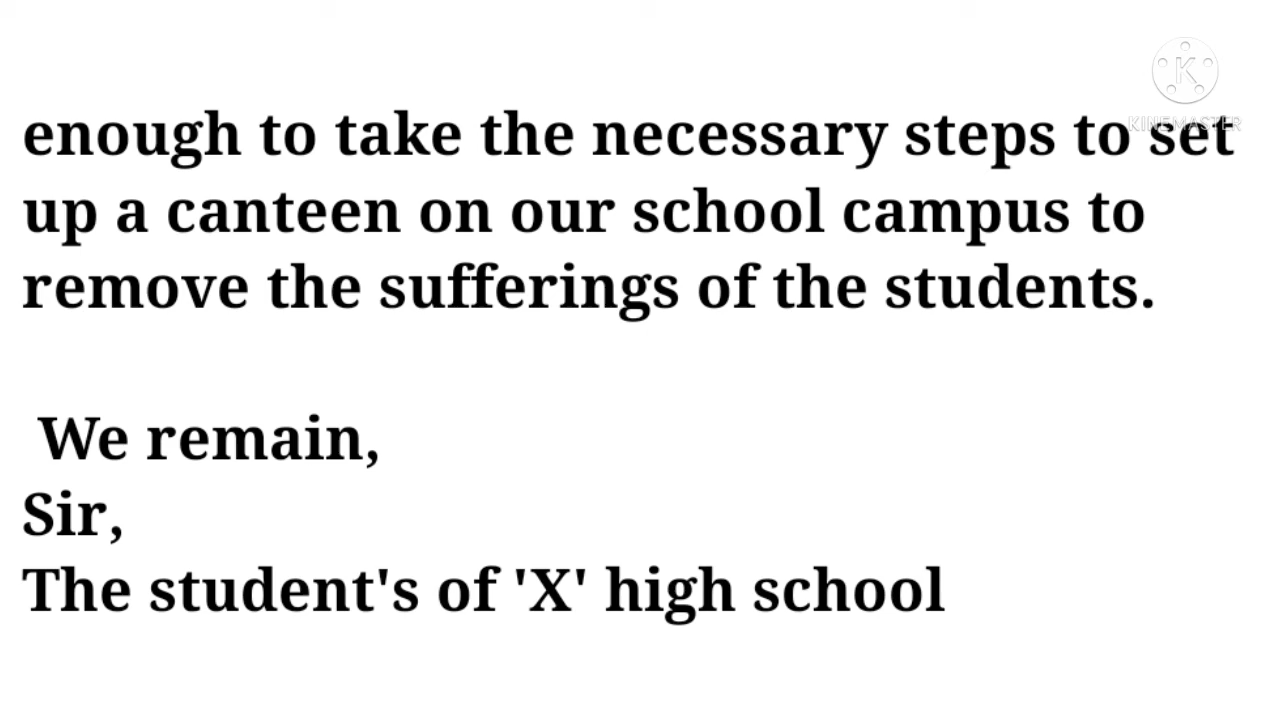 KINEMASTER
enough to take the necessary steps to set
up a canteen on our school campus to
remove the sufferings of the students.
We remain,
Sir,
The student's of 'X' high school